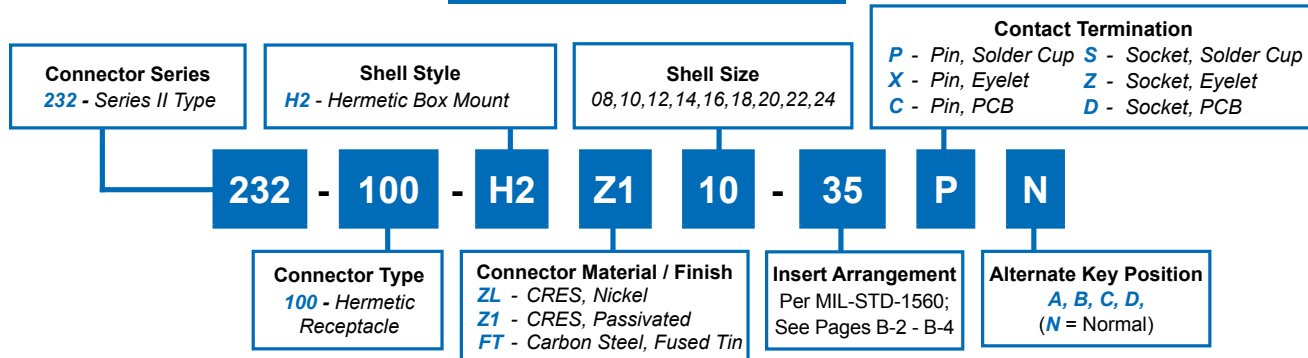 Contact Termination
P - Pin, Solder Cup S - Socket, Solder Cup
X - Pin, Eyelet Z - Socket, Eyelet
C - Pin, PCB D - Socket, PCB
Connector Series
232 - Series II Type
Shell Style
H2 - Hermetic Box Mount
Shell Size
08,10,12,14,16,18,20,22,24
232 - 100 - H2 Z1 10 - 35 P N
Connector Type
100 - Hermetic
Receptacle
Connector Material / Finish
ZL - CRES, Nickel
Z1 - CRES, Passivated
FT - Carbon Steel, Fused Tin
Insert Arrangement
Per MIL-STD-1560;
See Pages B-2 - B-4
Alternate Key Position
A, B, C, D,
(N = Normal)